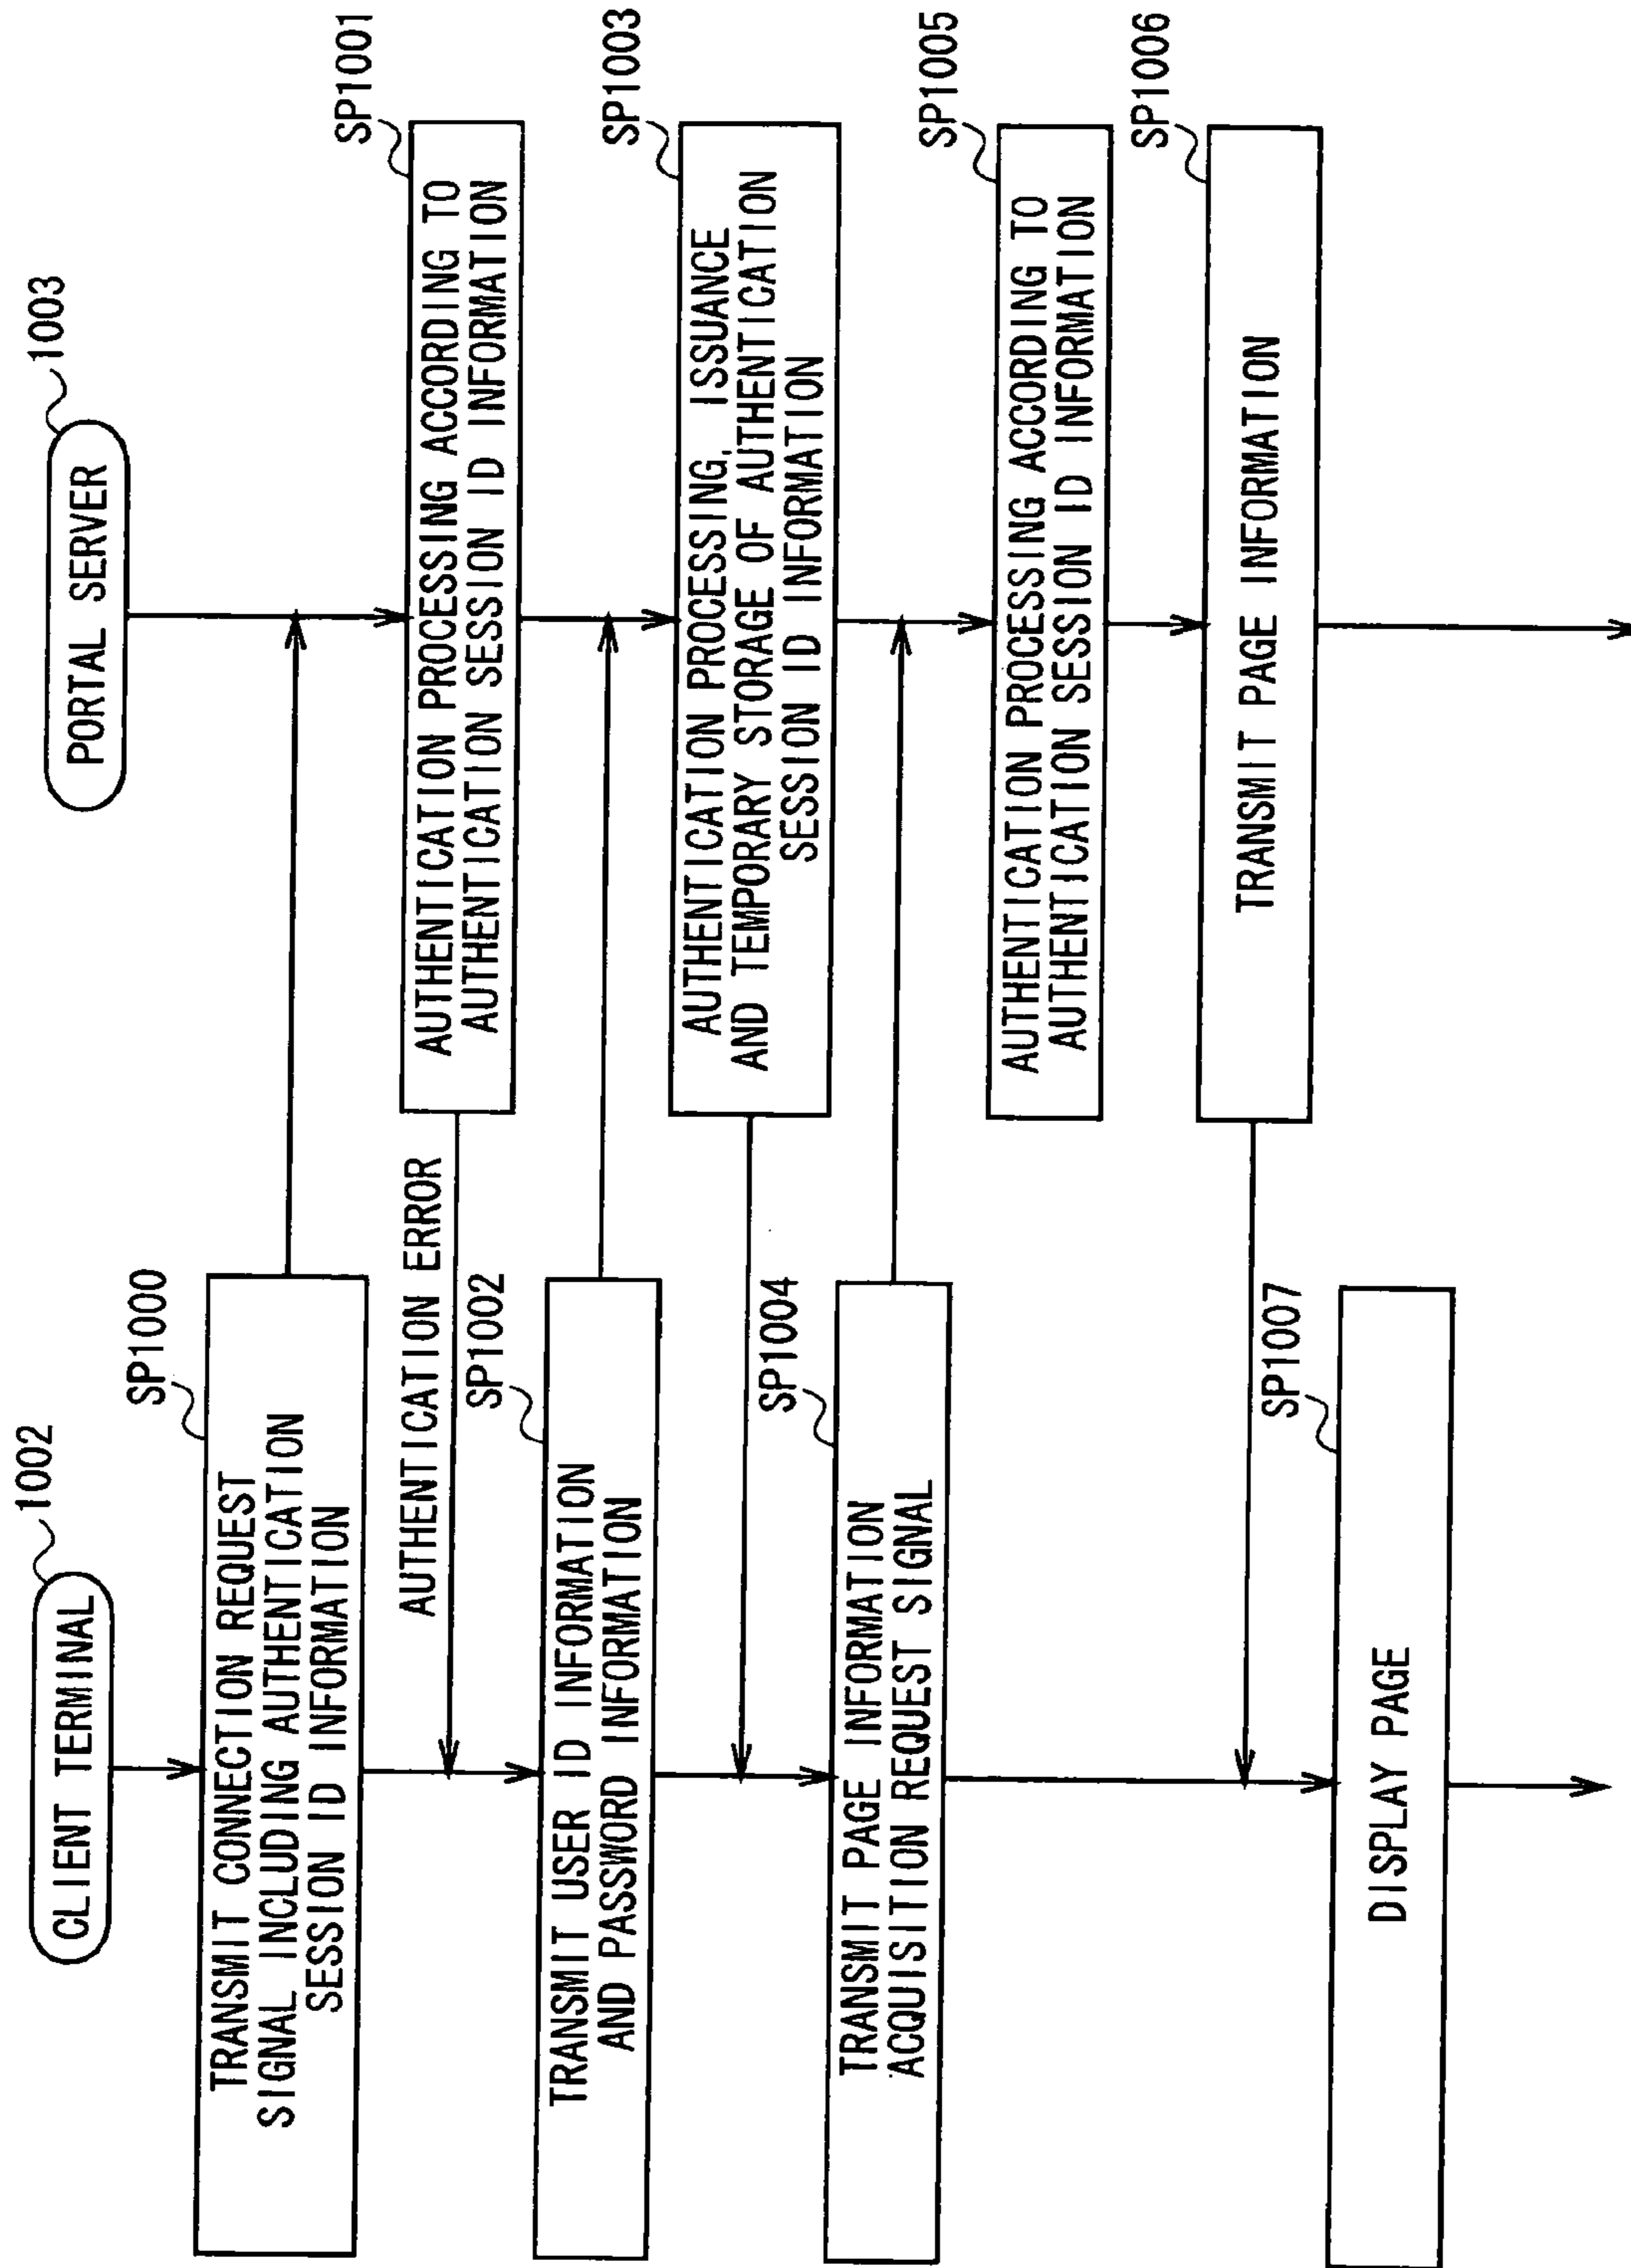 CLIENT TERMINAL
1002
PORTAL SERVER
1003
SP1000
TRANSMIT CONNECTION REQUEST
SIGNAL INCLUDING AUTHENTICATION
SESSION ID INFORMATION
SP1001
AUTHENTICATION PROCESSING ACCORDING TO
AUTHENTICATION SESSION ID INFORMATION
AUTHENTICATION ERROR
SP1002
TRANSMIT USER ID INFORMATION
AND PASSWORD INFORMATION
SP1003
AUTHENTICATION PROCESSING, ISSUANCE
AND TEMPORARY STORAGE OF AUTHENTICATION
SESSION ID INFORMATION
SP1004
TRANSMIT PAGE INFORMATION
ACQUISITION REQUEST SIGNAL
SP1005
AUTHENTICATION PROCESSING ACCORDING TO
AUTHENTICATION SESSION ID INFORMATION
SP1006
TRANSMIT PAGE INFORMATION
SP1007
DISPLAY PAGE